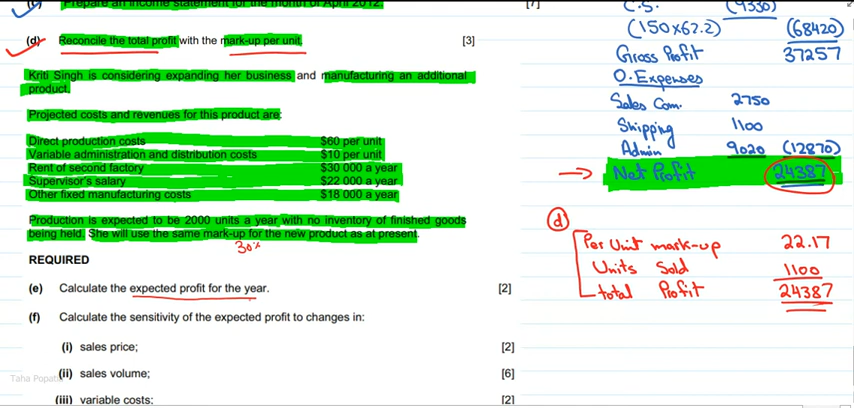 (c) Prepare an income statement for the month of April 2012. [7]
(d) Reconcile the total profit with the mark-up per unit. [3]
Kriti Singh is considering expanding her business and manufacturing an additional
product.
Projected costs and revenues for this product are:
Direct production costs $60 per unit
Variable administration and distribution costs $10 per unit
Rent of second factory $30 000 a year
Supervisor's salary $22 000 a year
Other fixed manufacturing costs $18 000 a year
Production is expected to be 2000 units a year with no inventory of finished goods
being held. She will use the same mark-up for the new product as at present.
30%
REQUIRED
(e) Calculate the expected profit for the year. [2]
(f) Calculate the sensitivity of the expected profit to changes in:
(i) sales price; [2]
(ii) sales volume; [6]
Taha Popatia
(iii) variable costs; [2]
C.S. (9330)
(150x62.2) (68420)
Gross Profit 37257
O.Expenses
Sales Com. 2750
Shipping 1100
Admin 9020 (12870)
→ Net Profit 24387
(d)
Per Unit mark-up 22.17
Units Sold 1100
total Profit 24387